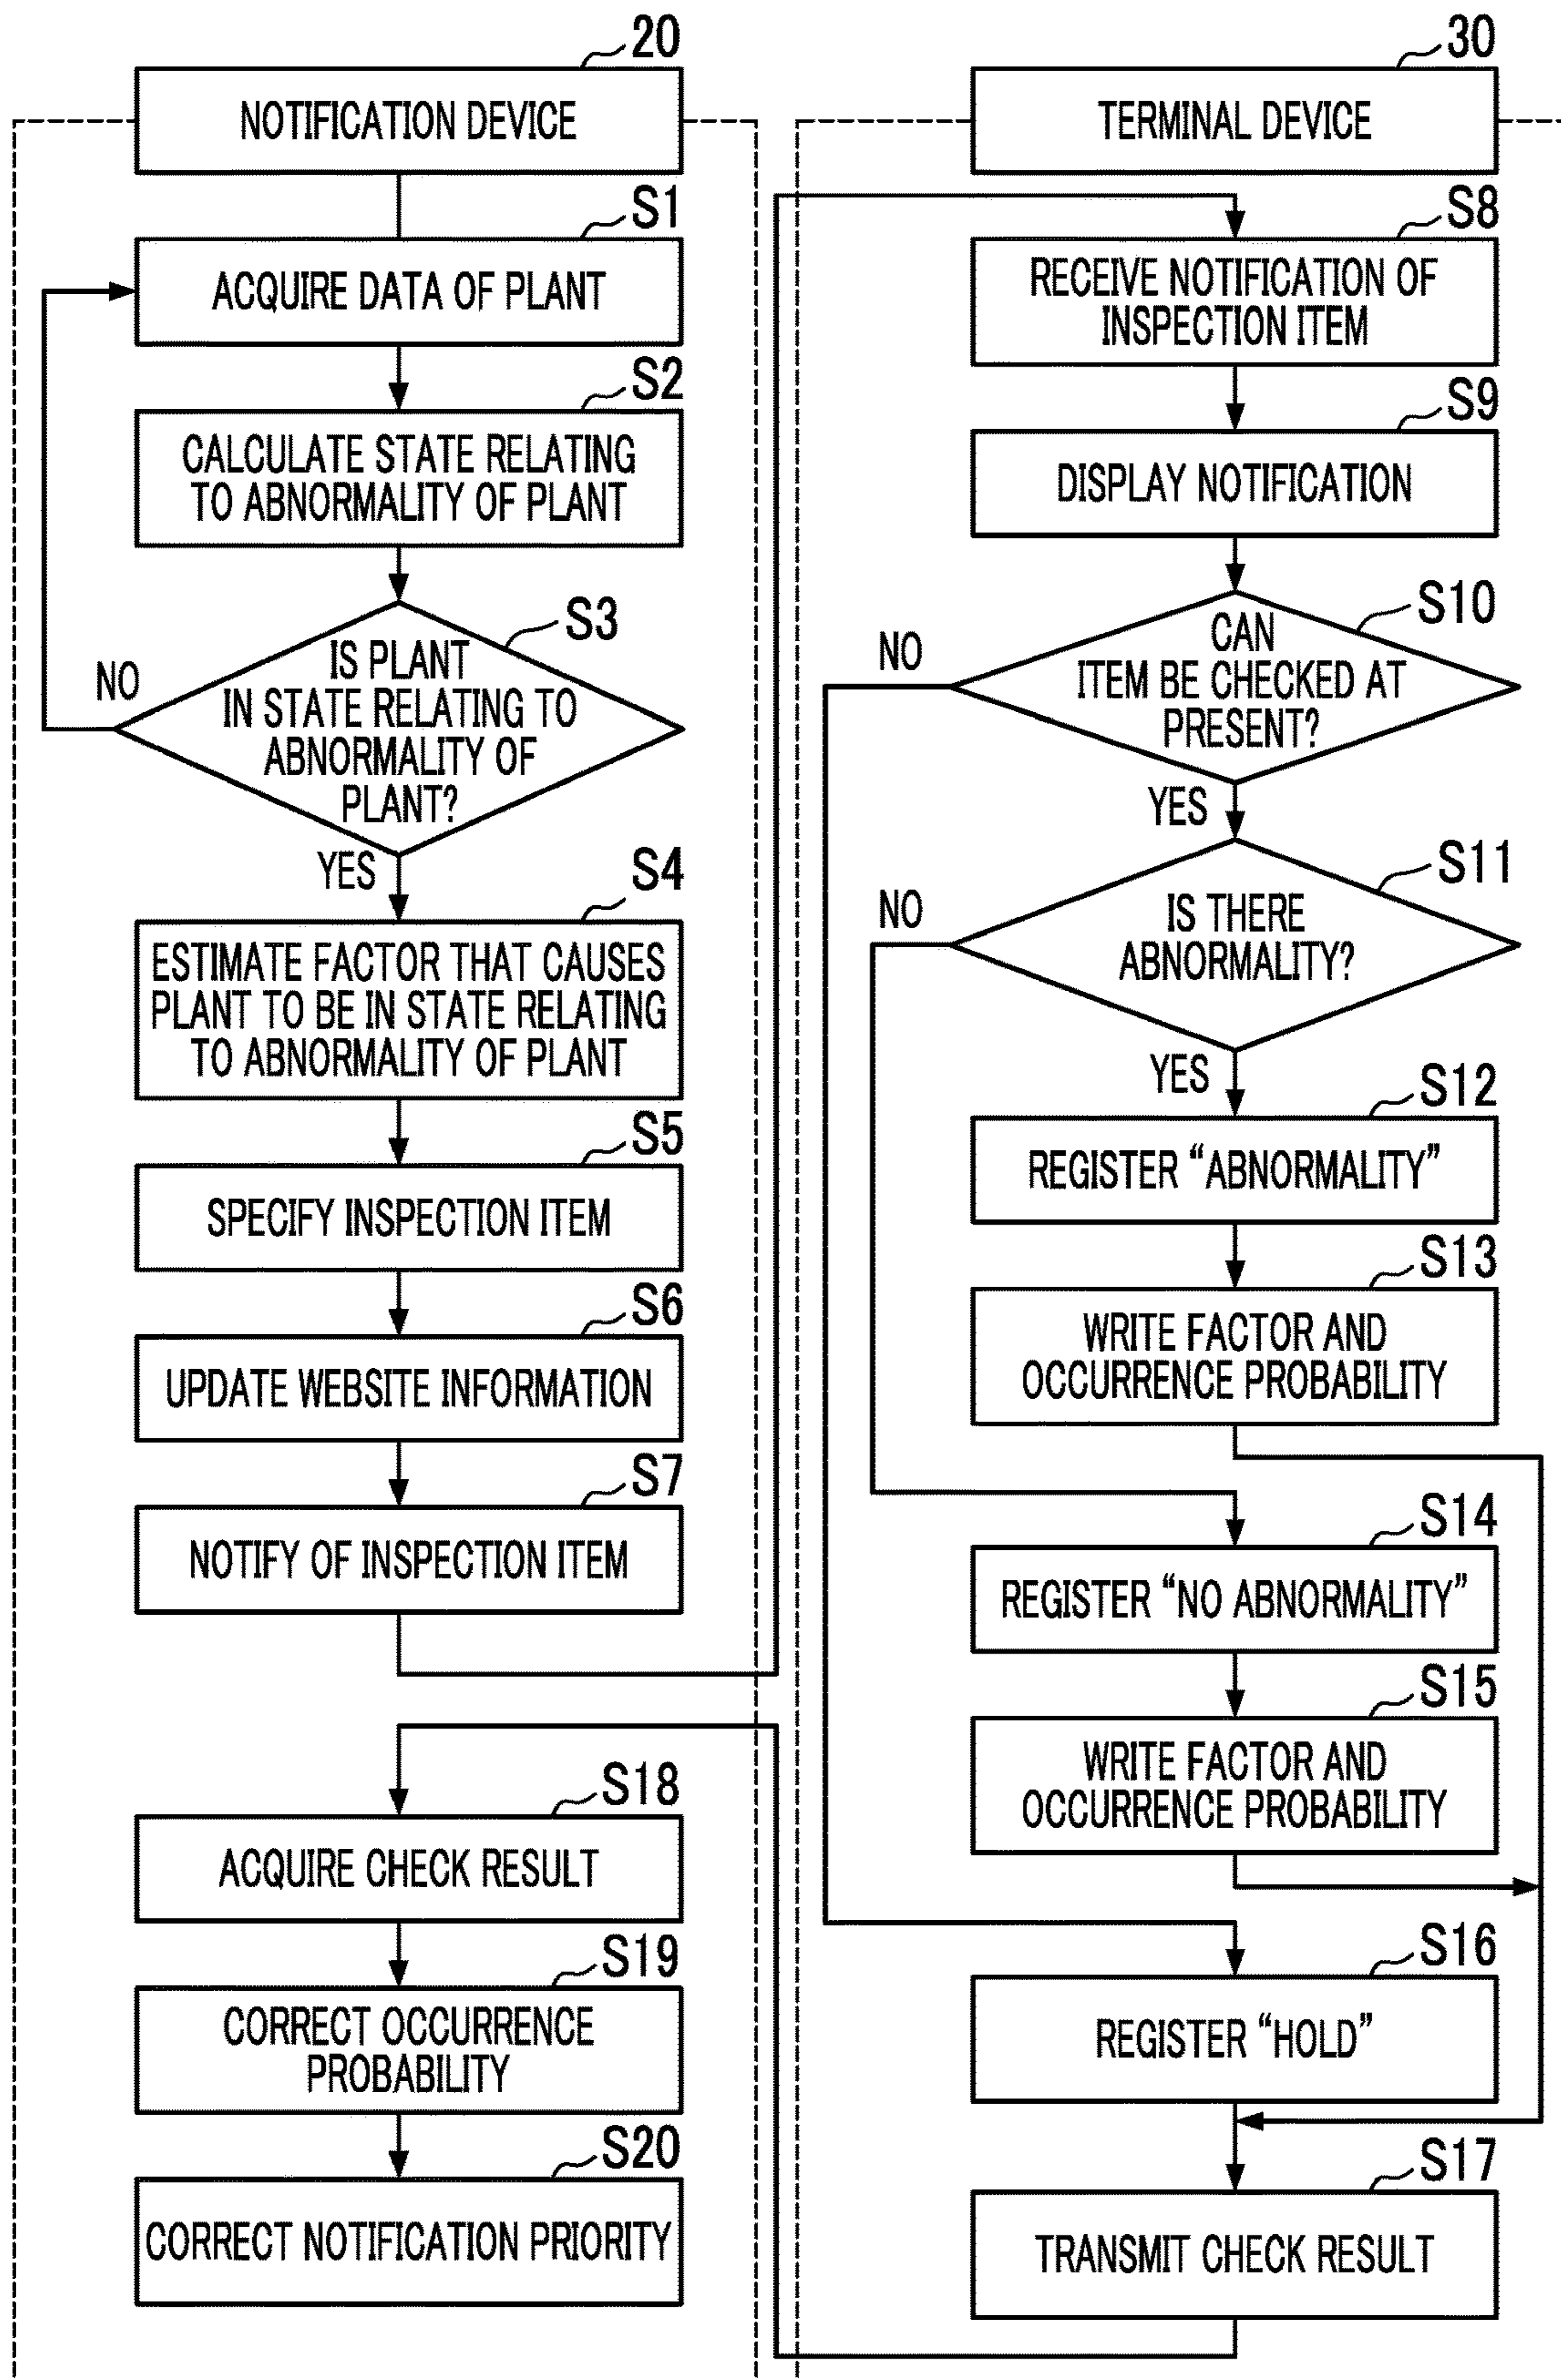 20
NOTIFICATION DEVICE
S1
ACQUIRE DATA OF PLANT
S2
CALCULATE STATE RELATING
TO ABNORMALITY OF PLANT
S3
IS PLANT
IN STATE RELATING TO
ABNORMALITY OF
PLANT?
NO
YES
S4
ESTIMATE FACTOR THAT CAUSES
PLANT TO BE IN STATE RELATING
TO ABNORMALITY OF PLANT
S5
SPECIFY INSPECTION ITEM
S6
UPDATE WEBSITE INFORMATION
S7
NOTIFY OF INSPECTION ITEM
S18
ACQUIRE CHECK RESULT
S19
CORRECT OCCURRENCE
PROBABILITY
S20
CORRECT NOTIFICATION PRIORITY
30
TERMINAL DEVICE
S8
RECEIVE NOTIFICATION OF
INSPECTION ITEM
S9
DISPLAY NOTIFICATION
S10
CAN
ITEM BE CHECKED AT
PRESENT?
NO
YES
S11
IS THERE
ABNORMALITY?
NO
YES
S12
REGISTER “ABNORMALITY”
S13
WRITE FACTOR AND
OCCURRENCE PROBABILITY
S14
REGISTER “NO ABNORMALITY”
S15
WRITE FACTOR AND
OCCURRENCE PROBABILITY
S16
REGISTER “HOLD”
S17
TRANSMIT CHECK RESULT